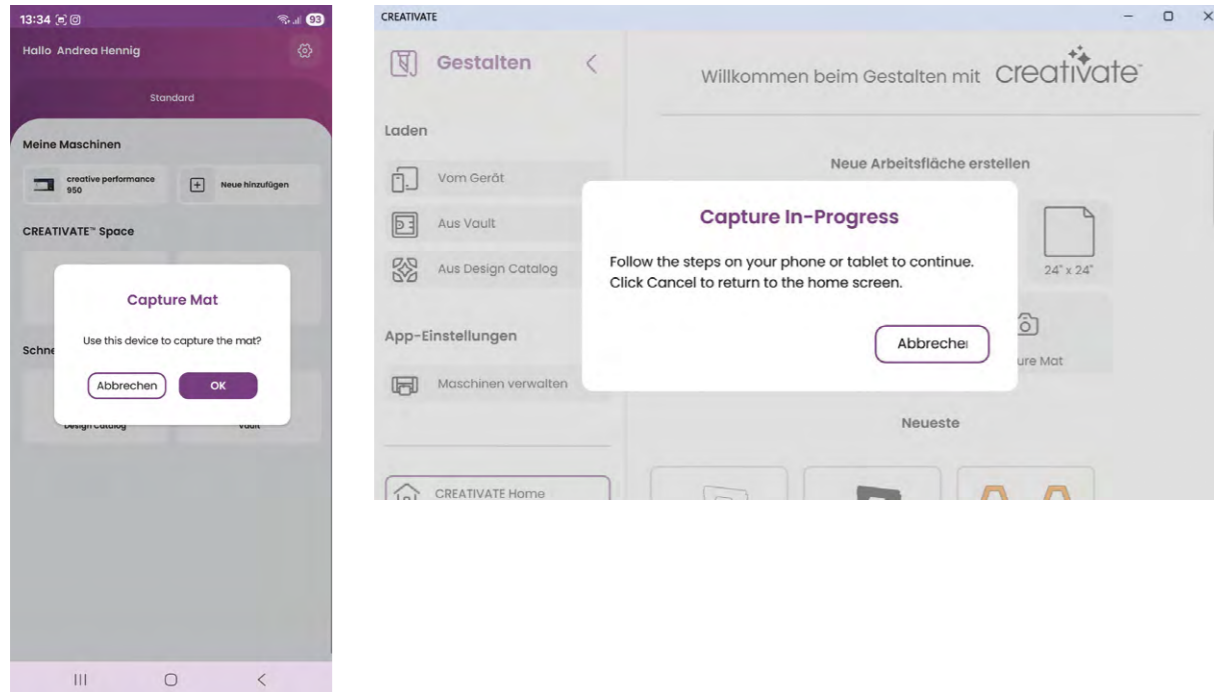 13:34
93
Hallo Andrea Hennig
Standard
Meine Maschinen
creative performance
950
Neue hinzufügen
CREATIVATE™ Space
Capture Mat
Use this device to capture the mat?
Abbrechen
OK
Schne
Design Catalog
Vault
CREATIVATE
Gestalten
Laden
Vom Gerät
Aus Vault
Aus Design Catalog
App-Einstellungen
Maschinen verwalten
CREATIVATE Home
Willkommen beim Gestalten mit creativate™
Neue Arbeitsfläche erstellen
24" x 24"
ure Mat
Capture In-Progress
Follow the steps on your phone or tablet to continue.
Click Cancel to return to the home screen.
Abbreche
Neueste